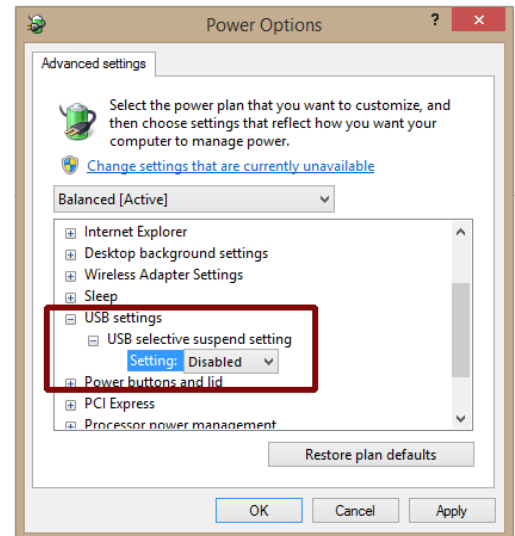 Power Options
?
Advanced settings
Select the power plan that you want to customize, and
then choose settings that reflect how you want your
computer to manage power.
Change settings that are currently unavailable
Balanced [Active]
Internet Explorer
Desktop background settings
Wireless Adapter Settings
Sleep
USB settings
USB selective suspend setting
Setting: Disabled
Power buttons and lid
PCI Express
Processor power management
Restore plan defaults
OK Cancel Apply